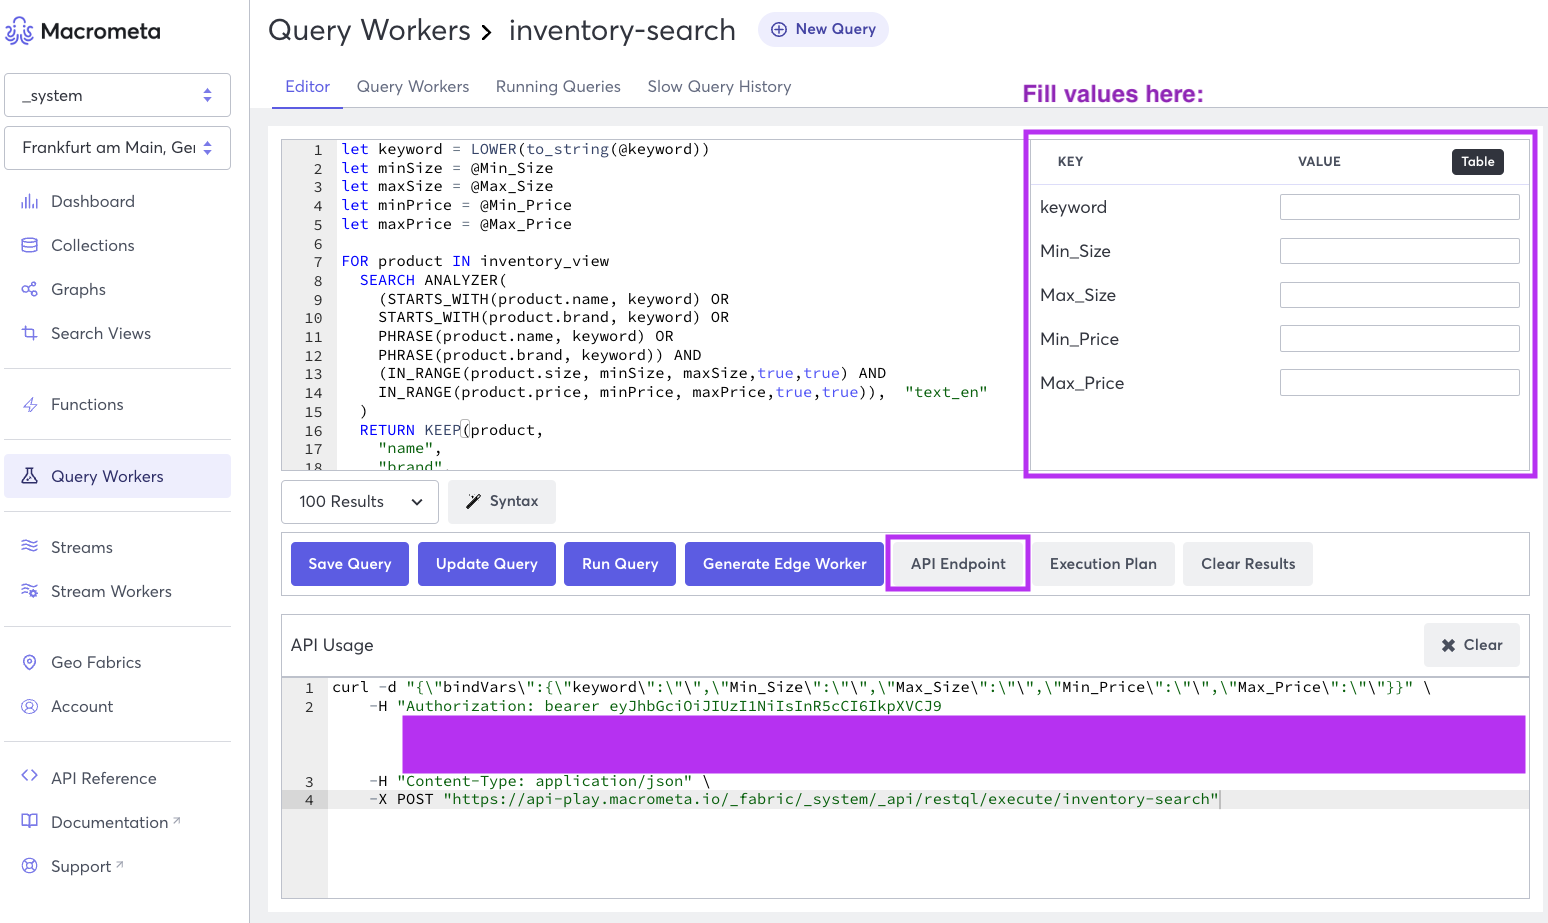 Macrometa
_system
Frankfurt am Main, Ger
Dashboard
Collections
Graphs
Search Views
Functions
Query Workers
Streams
Stream Workers
Geo Fabrics
Account
API Reference
Documentation
Support
Query Workers > inventory-search
New Query
Editor Query Workers Running Queries Slow Query History
Fill values here:
1 let keyword = LOWER(to_string(@keyword))
2 let minSize = @Min_Size
3 let maxSize = @Max_Size
4 let minPrice = @Min_Price
5 let maxPrice = @Max_Price
6
7 FOR product IN inventory_view
8 SEARCH ANALYZER(
9 (STARTS_WITH(product.name, keyword) OR
10 STARTS_WITH(product.brand, keyword) OR
11 PHRASE(product.name, keyword) OR
12 PHRASE(product.brand, keyword)) AND
13 (IN_RANGE(product.size, minSize, maxSize,true,true) AND
14 IN_RANGE(product.price, minPrice, maxPrice,true,true)), "text_en"
15 )
16 RETURN KEEP(product,
17 "name",
18 "brand",
KEY VALUE Table
keyword
Min_Size
Max_Size
Min_Price
Max_Price
100 Results
Syntax
Save Query Update Query Run Query Generate Edge Worker API Endpoint Execution Plan Clear Results
API Usage
Clear
1 curl -d "{\"bindVars\":{\"keyword\":\"\",\"Min_Size\":\"\",\"Max_Size\":\"\",\"Min_Price\":\"\",\"Max_Price\":\"\"}}" \
2 -H "Authorization: bearer eyJhbGciOiJIUzI1NiIsInR5cCI6IkpXVCJ9
3 -H "Content-Type: application/json" \
4 -X POST "https://api-play.macrometa.io/_fabric/_system/_api/restql/execute/inventory-search"